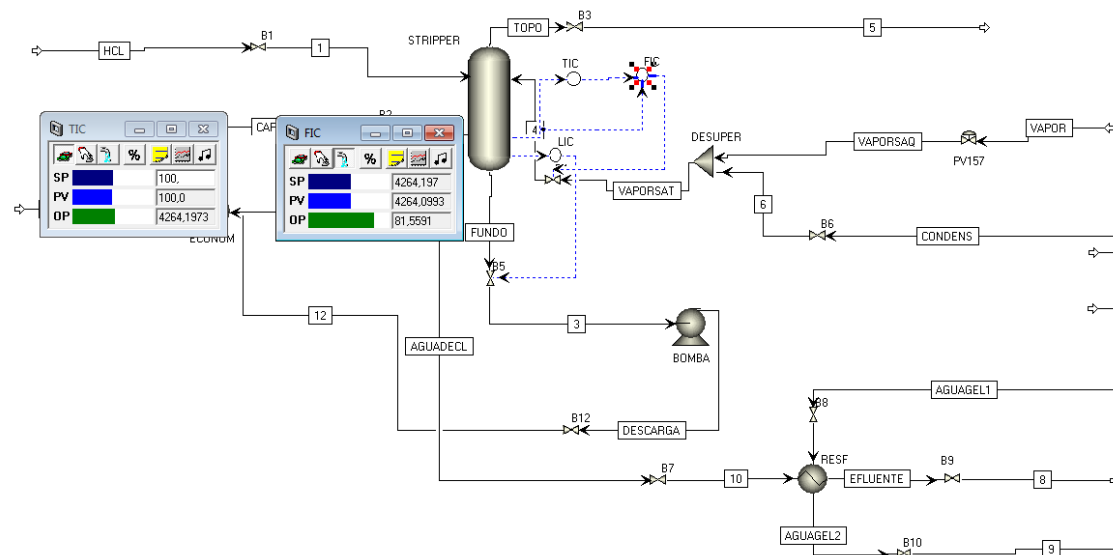 B1
HCL
1
STRIPPER
TOPO
B3
5
TIC
FIC
4
LIC
DESUPER
VAPORSAQ
VAPOR
PV157
VAPORSAT
6
B6
CONDENS
TIC
%
SP
100,
PV
100,0
OP
4264,1973
FIC
%
SP
4264,197
PV
4264,0993
OP
81,5591
ECONOM
FUNDO
B5
12
3
BOMBA
AGUADECL
B12
DESCARGA
AGUAGEL1
B8
RESF
B7
10
EFLUENTE
B9
8
AGUAGEL2
B10
9